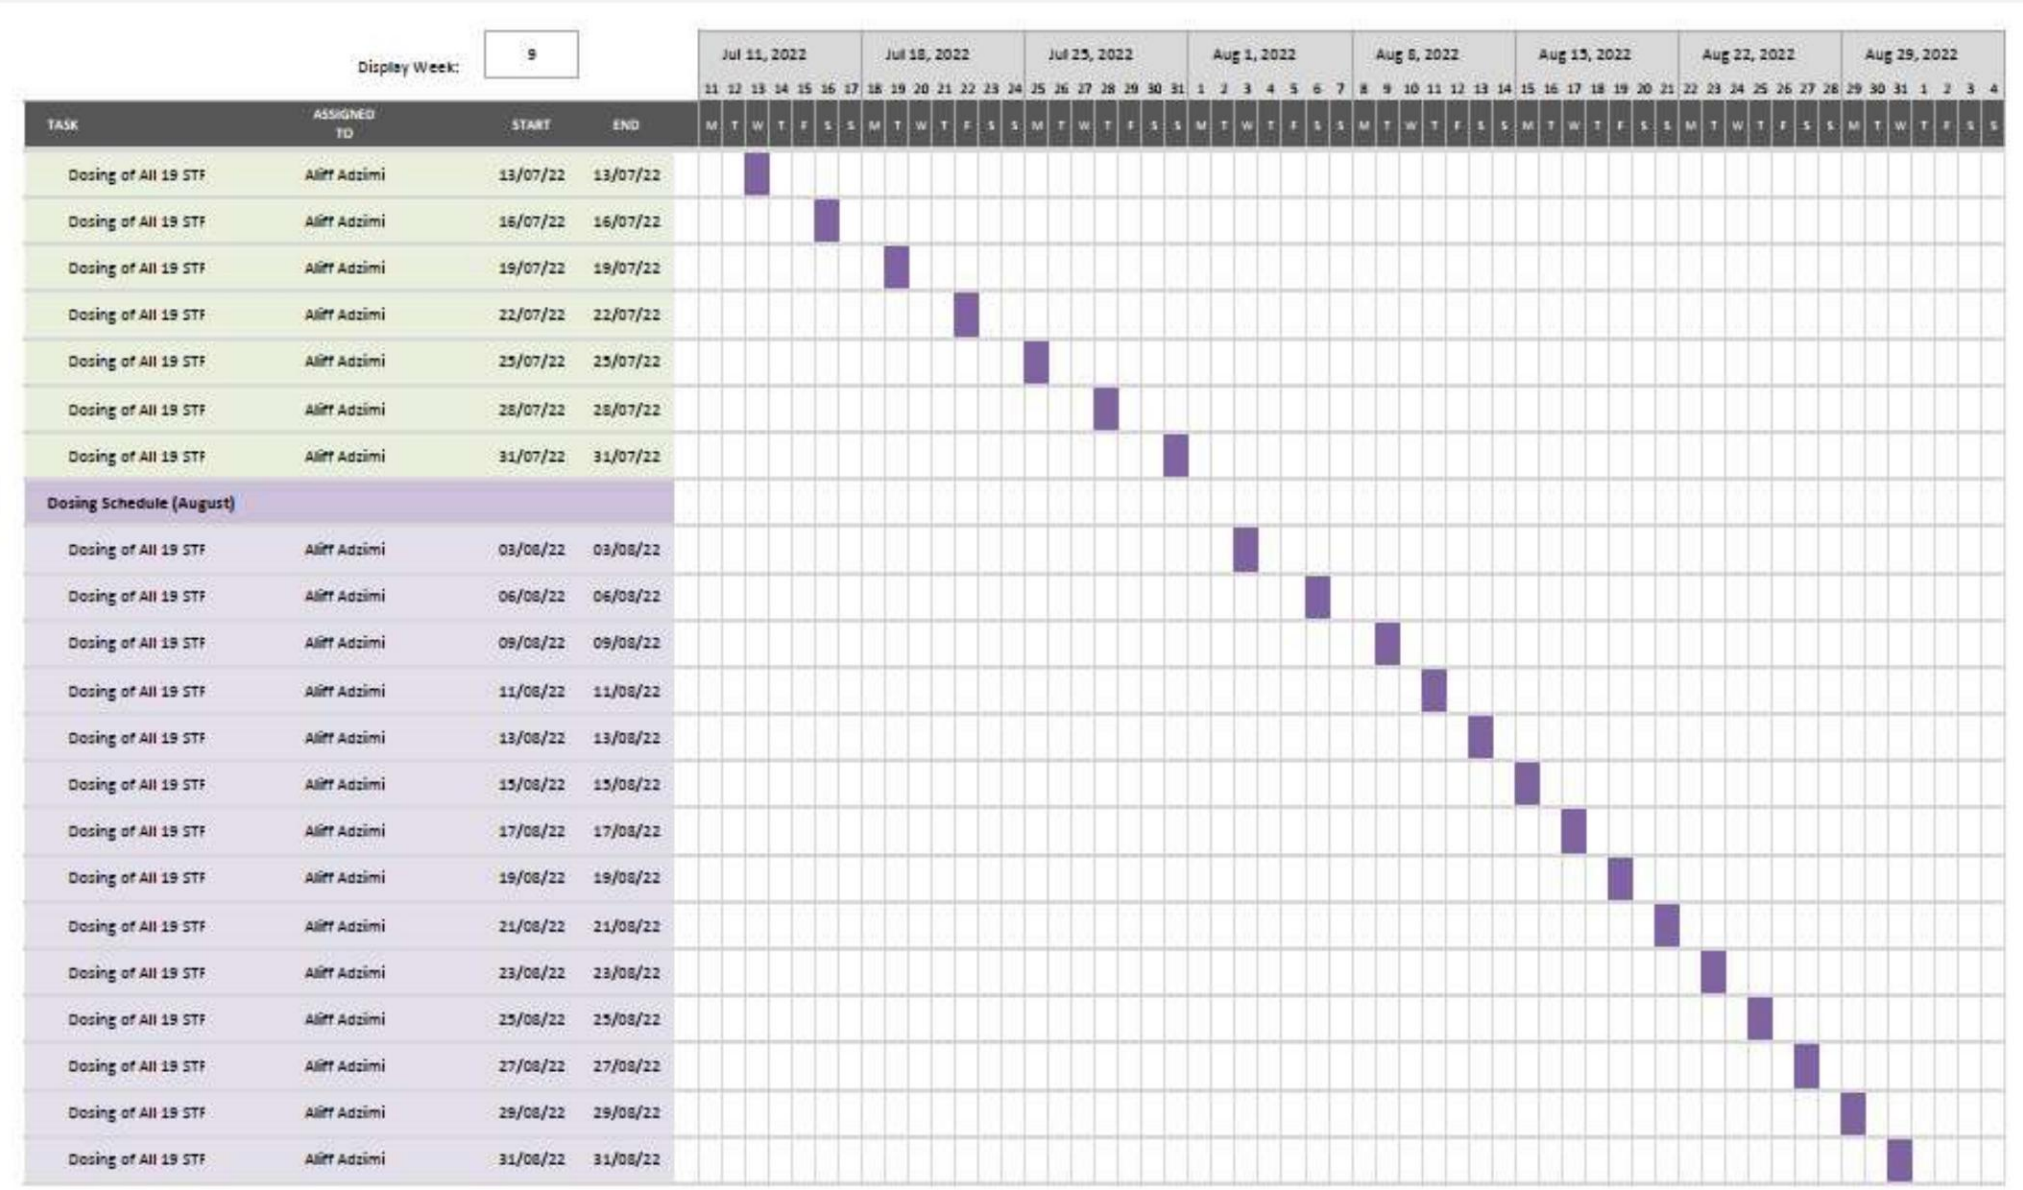 Display Week: 9
Jul 11, 2022 Jul 18, 2022 Jul 25, 2022 Aug 1, 2022 Aug 8, 2022 Aug 15, 2022 Aug 22, 2022 Aug 29, 2022
11 12 13 14 15 16 17 18 19 20 21 22 23 24 25 26 27 28 29 30 31 1 2 3 4 5 6 7 8 9 10 11 12 13 14 15 16 17 18 19 20 21 22 23 24 25 26 27 28 29 30 31 1 2 3 4
TASK ASSIGNED TO START END M T W T F S S M T W T F S S M T W T F S S M T W T F S S M T W T F S S M T W T F S S M T W T F S S M T W T F S S
Dosing of All 19 STF Aliff Adzimi 13/07/22 13/07/22
Dosing of All 19 STF Aliff Adzimi 16/07/22 16/07/22
Dosing of All 19 STF Aliff Adzimi 19/07/22 19/07/22
Dosing of All 19 STF Aliff Adzimi 22/07/22 22/07/22
Dosing of All 19 STF Aliff Adzimi 25/07/22 25/07/22
Dosing of All 19 STF Aliff Adzimi 28/07/22 28/07/22
Dosing of All 19 STF Aliff Adzimi 31/07/22 31/07/22
Dosing Schedule (August)
Dosing of All 19 STF Aliff Adzimi 03/08/22 03/08/22
Dosing of All 19 STF Aliff Adzimi 06/08/22 06/08/22
Dosing of All 19 STF Aliff Adzimi 09/08/22 09/08/22
Dosing of All 19 STF Aliff Adzimi 11/08/22 11/08/22
Dosing of All 19 STF Aliff Adzimi 13/08/22 13/08/22
Dosing of All 19 STF Aliff Adzimi 15/08/22 15/08/22
Dosing of All 19 STF Aliff Adzimi 17/08/22 17/08/22
Dosing of All 19 STF Aliff Adzimi 19/08/22 19/08/22
Dosing of All 19 STF Aliff Adzimi 21/08/22 21/08/22
Dosing of All 19 STF Aliff Adzimi 23/08/22 23/08/22
Dosing of All 19 STF Aliff Adzimi 25/08/22 25/08/22
Dosing of All 19 STF Aliff Adzimi 27/08/22 27/08/22
Dosing of All 19 STF Aliff Adzimi 29/08/22 29/08/22
Dosing of All 19 STF Aliff Adzimi 31/08/22 31/08/22